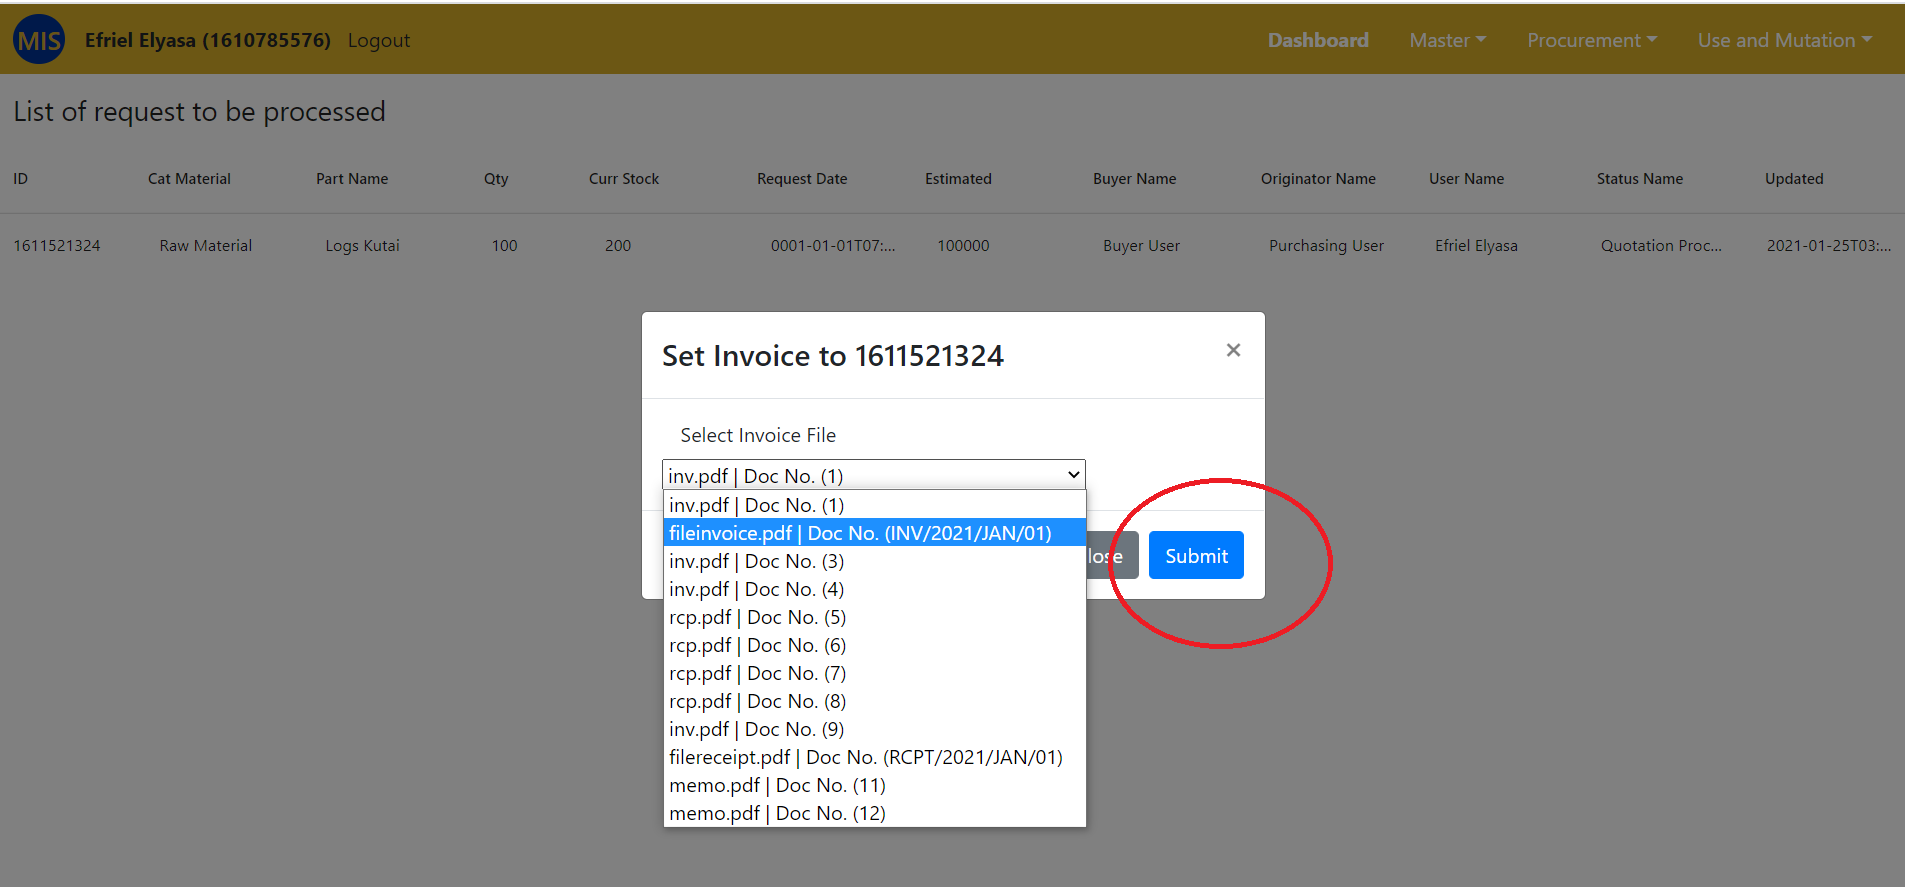 MIS Efriel Elyasa (1610785576) Logout Dashboard Master Procurement Use and Mutation
List of request to be processed
ID Cat Material Part Name Qty Curr Stock Request Date Estimated Buyer Name Originator Name User Name Status Name Updated
1611521324 Raw Material Logs Kutai 100 200 0001-01-01T07:... 100000 Buyer User Purchasing User Efriel Elyasa Quotation Proc... 2021-01-25T03:...
Set Invoice to 1611521324 ×
Select Invoice File
inv.pdf | Doc No. (1)
inv.pdf | Doc No. (1)
fileinvoice.pdf | Doc No. (INV/2021/JAN/01)
inv.pdf | Doc No. (3)
inv.pdf | Doc No. (4)
rcp.pdf | Doc No. (5)
rcp.pdf | Doc No. (6)
rcp.pdf | Doc No. (7)
rcp.pdf | Doc No. (8)
inv.pdf | Doc No. (9)
filereceipt.pdf | Doc No. (RCPT/2021/JAN/01)
memo.pdf | Doc No. (11)
memo.pdf | Doc No. (12)
lose Submit